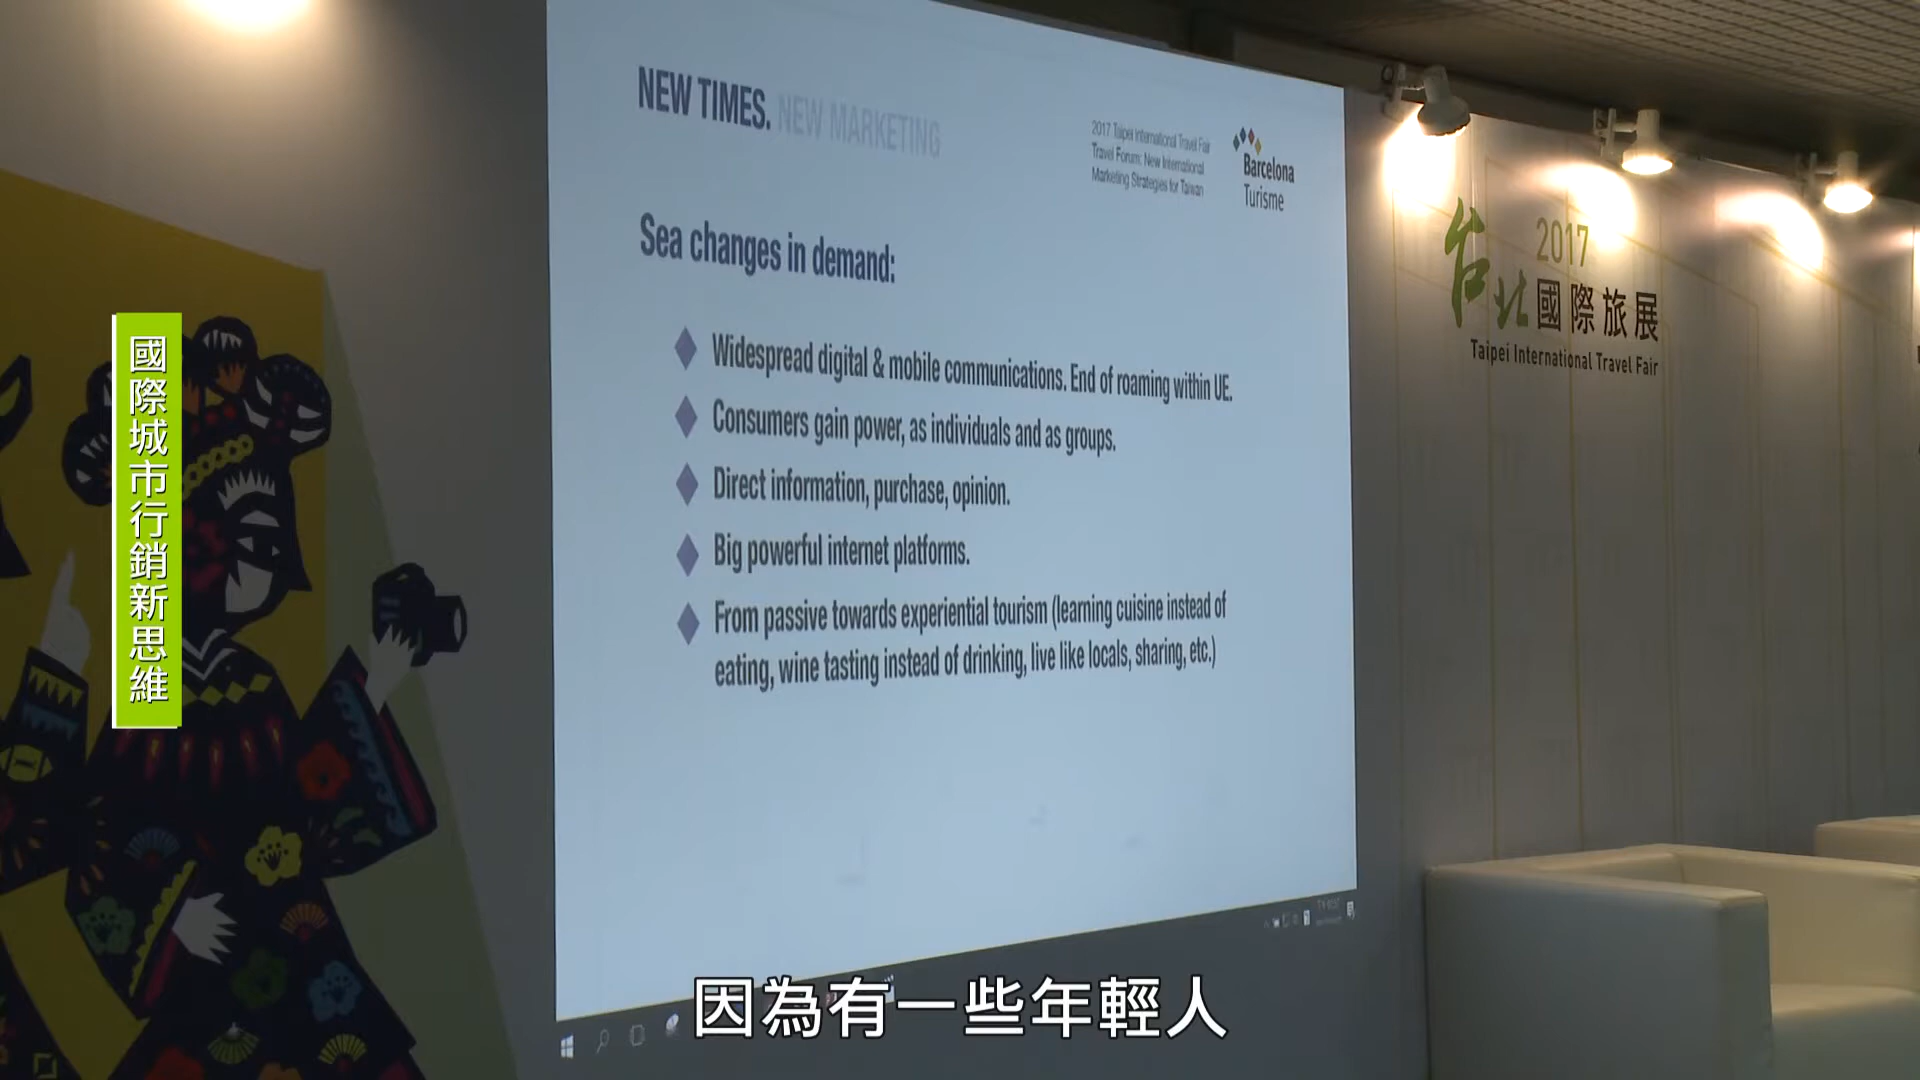 NEW TIMES. NEW MARKETING
2017 Taipei International Travel Fair
Travel Forum: New International
Marketing Strategies for Taiwan
Barcelona
Turisme
Sea changes in demand:
Widespread digital & mobile communications. End of roaming within UE.
Consumers gain power, as individuals and as groups.
Direct information, purchase, opinion.
Big powerful internet platforms.
From passive towards experiential tourism (learning cuisine instead of
eating, wine tasting instead of drinking, live like locals, sharing, etc.)
2017
台北國際旅展
Taipei International Travel Fair
國際城市行銷新思維
因為有一些年輕人